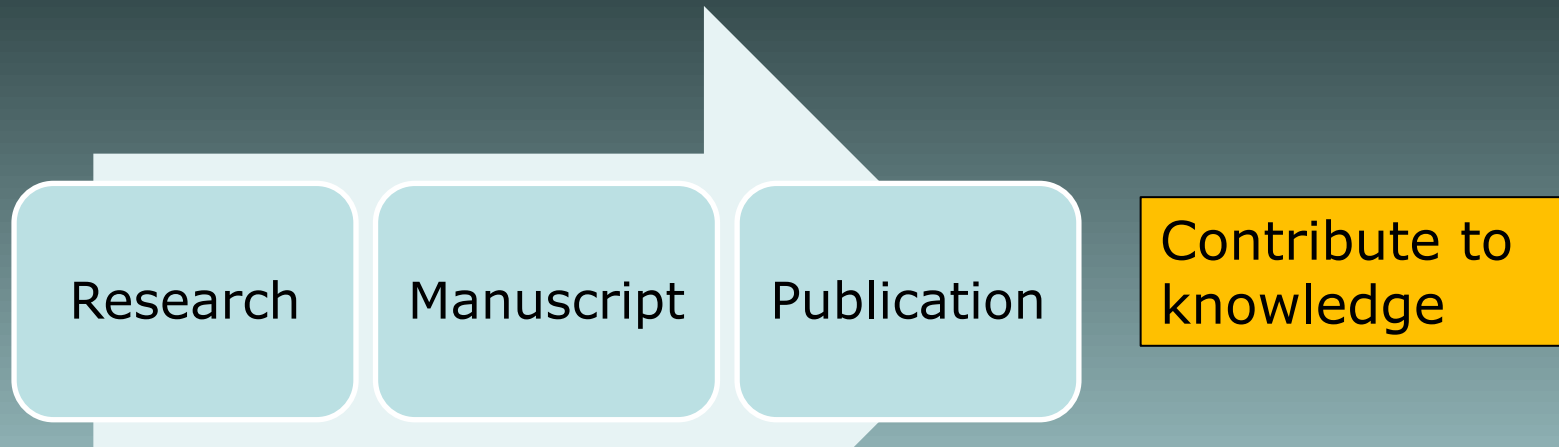 Research
Manuscript
Publication
Contribute to
knowledge